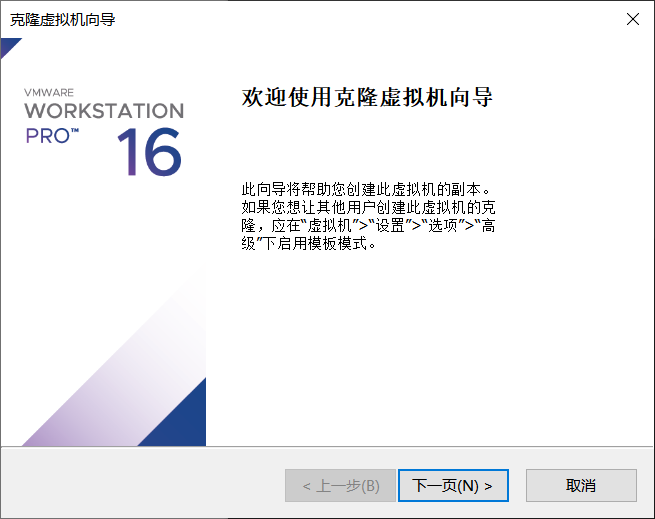 克隆虚拟机向导
VMWARE
WORKSTATION
PRO™ 16
欢迎使用克隆虚拟机向导
此向导将帮助您创建此虚拟机的副本。
如果您想让其他用户创建此虚拟机的克
隆，应在“虚拟机”>“设置”>“选项”>“高
级”下启用模板模式。
< 上一步(B)
下一页(N) >
取消